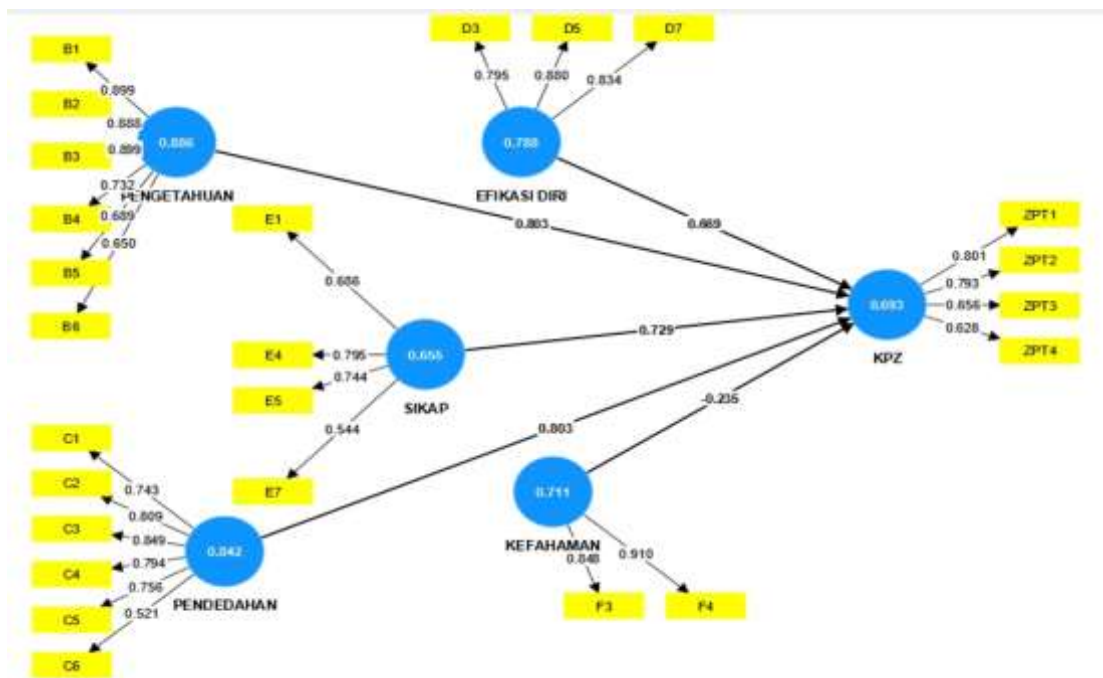 D3
D5
D7
B1
0.795
0.880
0.834
0.899
B2
0.888
0.886
0.788
0.899
B3
0.732
PENGETAHUAN
EFIKASI DIRI
B4
0.689
E1
ZPT1
0.650
0.803
0.669
0.801
ZPT2
B5
0.686
0.793
ZPT3
B6
0.693
0.656
0.729
0.628
E4
0.795
0.655
ZPT4
0.744
KPZ
E5
-0.235
SIKAP
0.544
0.803
C1
C2
0.743
E7
0.711
0.809
C3
0.849
KEFAHAMAN
0.842
0.848
0.910
C4
0.794
0.756
PENDEDAHAN
F3
F4
C5
0.521
C6